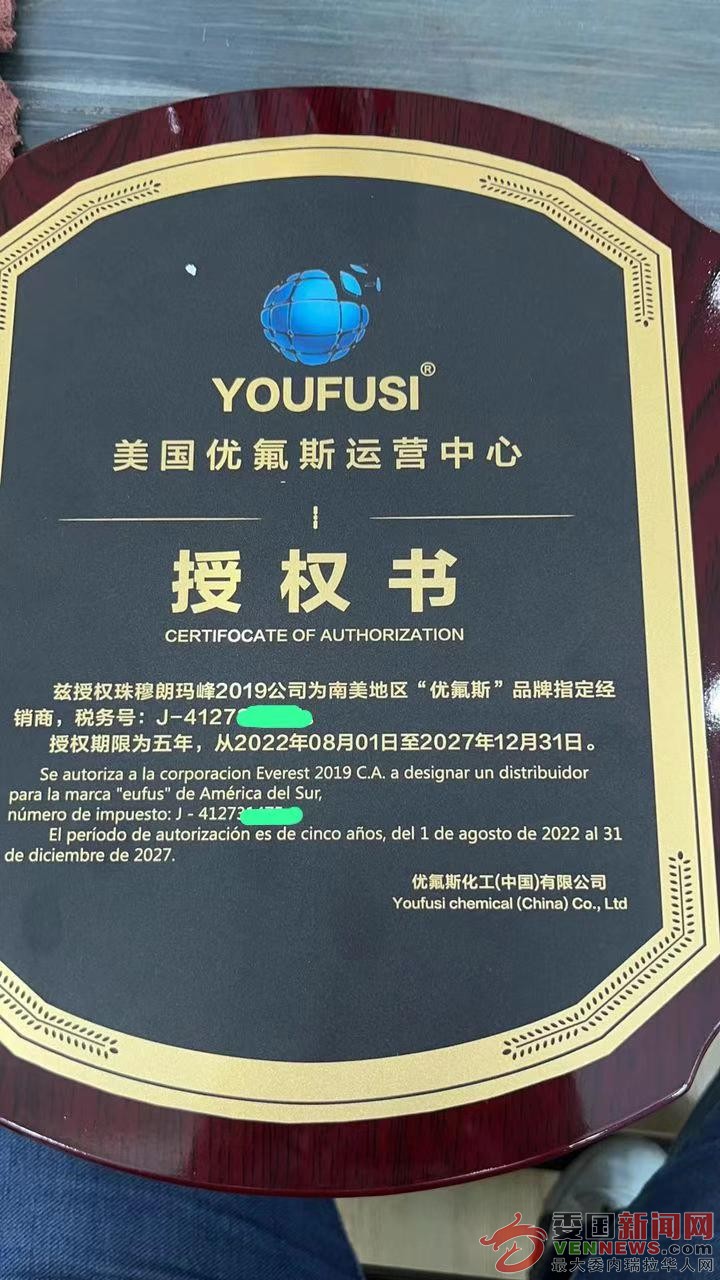 YOUFUSI®
美国优氟斯运营中心
授权书
CERTIFOCATE OF AUTHORIZATION
兹授权珠穆朗玛峰2019公司为南美地区“优氟斯”品牌指定经
销商，税务号：J-4127
授权期限为五年，从2022年08月01日至2027年12月31日。
Se autoriza a la corporacion Everest 2019 C.A. a designar un distribuidor
para la marca "eufus" de América del Sur,
número de impuesto: J - 4127
El período de autorización es de cinco años, del 1 de agosto de 2022 al 31
de diciembre de 2027.
优氟斯化工(中国)有限公司
Youfusi chemical (China) Co., Ltd
委国新闻网
VENNEWS.com
最大委内瑞拉华人网